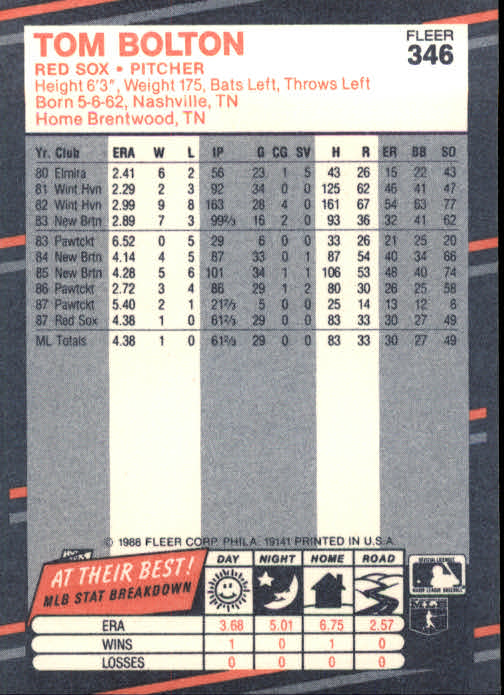 TOM BOLTON
FLEER
346
RED SOX • PITCHER
Height 6'3", Weight 175, Bats Left, Throws Left
Born 5-6-62, Nashville, TN
Home Brentwood, TN
Yr. Club ERA W L IP G CG SV H R ER BB SO
80 Elmira 2.41 6 2 56 23 1 5 43 26 15 22 43
81 Wint Hvn 2.29 2 3 92 34 0 0 125 62 46 41 47
82 Wint Hvn 2.99 9 8 163 28 4 0 161 67 54 63 77
83 New Brtn 2.89 7 3 99 2/3 16 2 0 93 36 32 41 62
83 Pawtckt 6.52 0 5 29 6 0 0 33 26 21 25 20
84 New Brtn 4.14 4 5 87 33 0 1 87 54 40 34 66
85 New Brtn 4.28 5 6 101 34 1 1 106 53 48 40 74
86 Pawtckt 2.72 3 4 86 29 1 2 80 30 26 25 58
87 Pawtckt 5.40 2 1 21 2/3 5 0 0 25 14 13 12 8
87 Red Sox 4.38 1 0 61 2/3 29 0 0 83 33 30 27 49
ML Totals 4.38 1 0 61 2/3 29 0 0 83 33 30 27 49
© 1988 FLEER CORP. PHILA. 19141 PRINTED IN U.S.A.
AT THEIR BEST!
MLB STAT BREAKDOWN
DAY NIGHT HOME ROAD
ERA 3.68 5.01 6.75 2.57
WINS 1 0 1 0
LOSSES 0 0 0 0